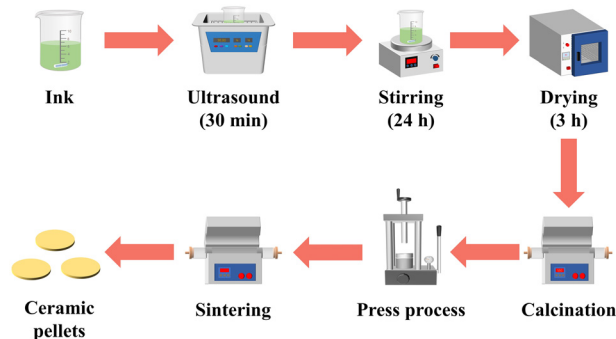 Ink
Ultrasound
(30 min)
Stirring
(24 h)
Drying
(3 h)
Calcination
Press process
Sintering
Ceramic
pellets